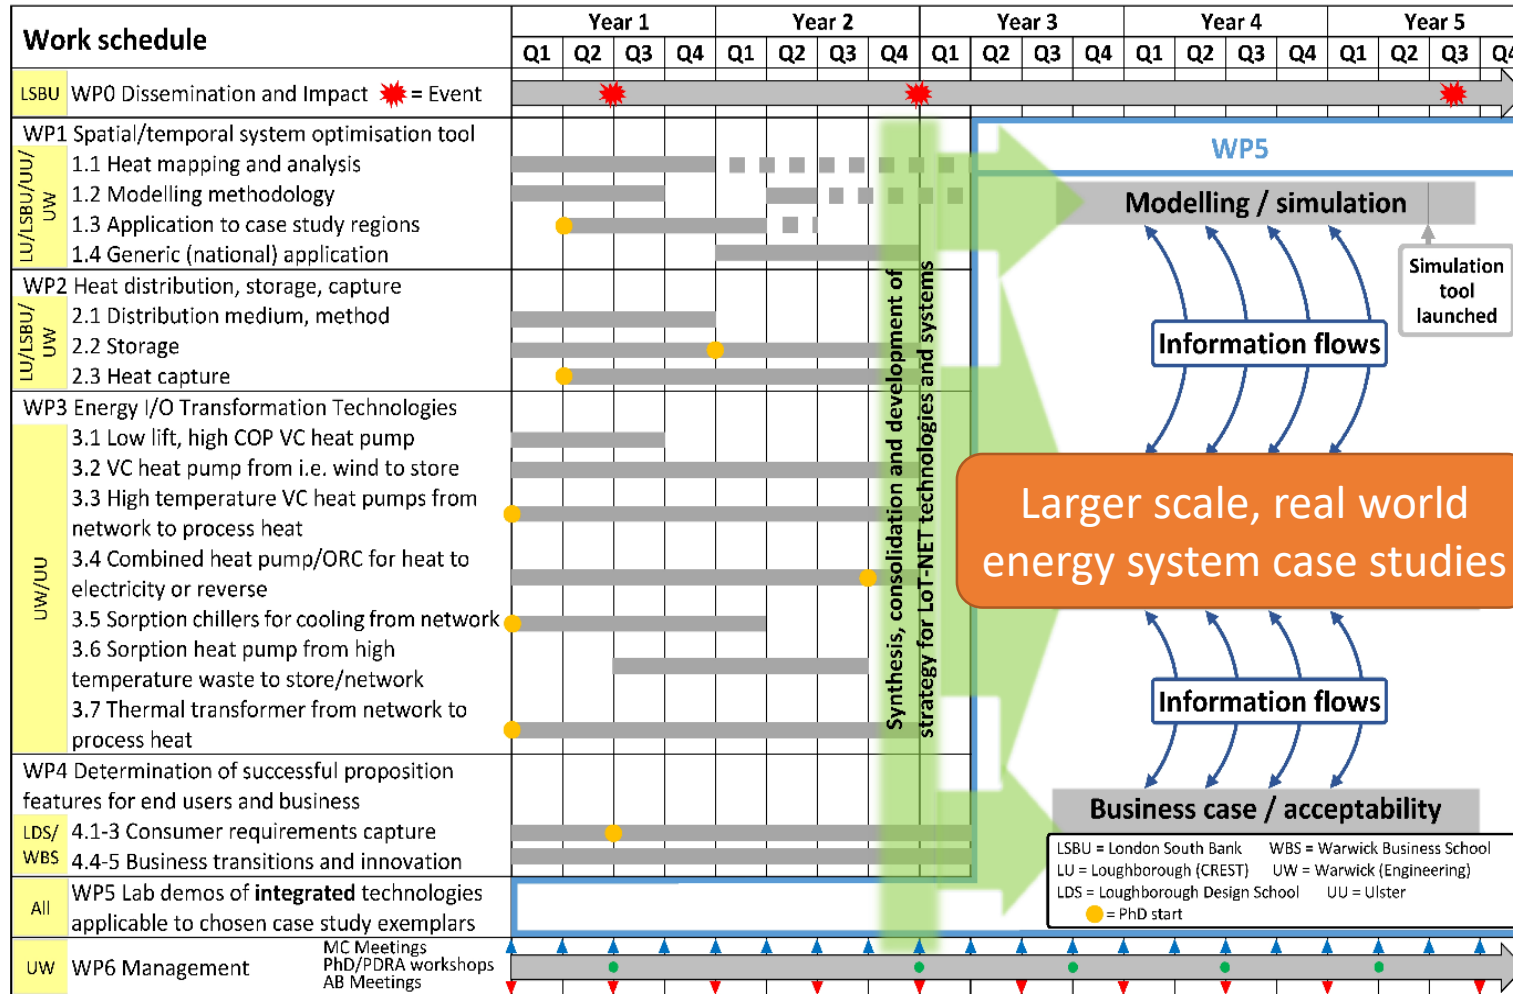 Work schedule
Year 1 Year 2 Year 3 Year 4 Year 5
Q1 Q2 Q3 Q4 Q1 Q2 Q3 Q4 Q1 Q1 Q2 Q3 Q4 Q1 Q2 Q3
LSBU WP0 Dissemination and Impact = Event
WP1 Spatial/temporal system optimisation tool
LU/LSBU/UU/
UW
1.1 Heat mapping and analysis
1.2 Modelling methodology
1.3 Application to case study regions
1.4 Generic (national) application
WP2 Heat distribution, storage, capture
LU/LSBU/
UW
2.1 Distribution medium, method
2.2 Storage
2.3 Heat capture
WP3 Energy I/O Transformation Technologies
UW/UU
3.1 Low lift, high COP VC heat pump
3.2 VC heat pump from i.e. wind to store
3.3 High temperature VC heat pumps from
network to process heat
3.4 Combined heat pump/ORC for heat to
electricity or reverse
3.5 Sorption chillers for cooling from network
3.6 Sorption heat pump from high
temperature waste to store/network
3.7 Thermal transformer from network to
process heat
WP4 Determination of successful proposition
features for end users and business
LDS/
WBS
4.1-3 Consumer requirements capture
4.4-5 Business transitions and innovation
All
WP5 Lab demos of integrated technologies
applicable to chosen case study exemplars
UW WP6 Management
MC Meetings
PhD/PDRA workshops
AB Meetings
Synthesis, consolidation and development of
strategy for LoT-NET technologies and systems
WP5
Modelling / simulation
Simulation
tool
launched
Information flows
Larger scale, real world
energy system case studies
Information flows
Business case / acceptability
LSBU = London South Bank WBS = Warwick Business School
LU = Loughborough (CREST) UW = Warwick (Engineering)
LDS = Loughborough Design School UU = Ulster
= PhD start